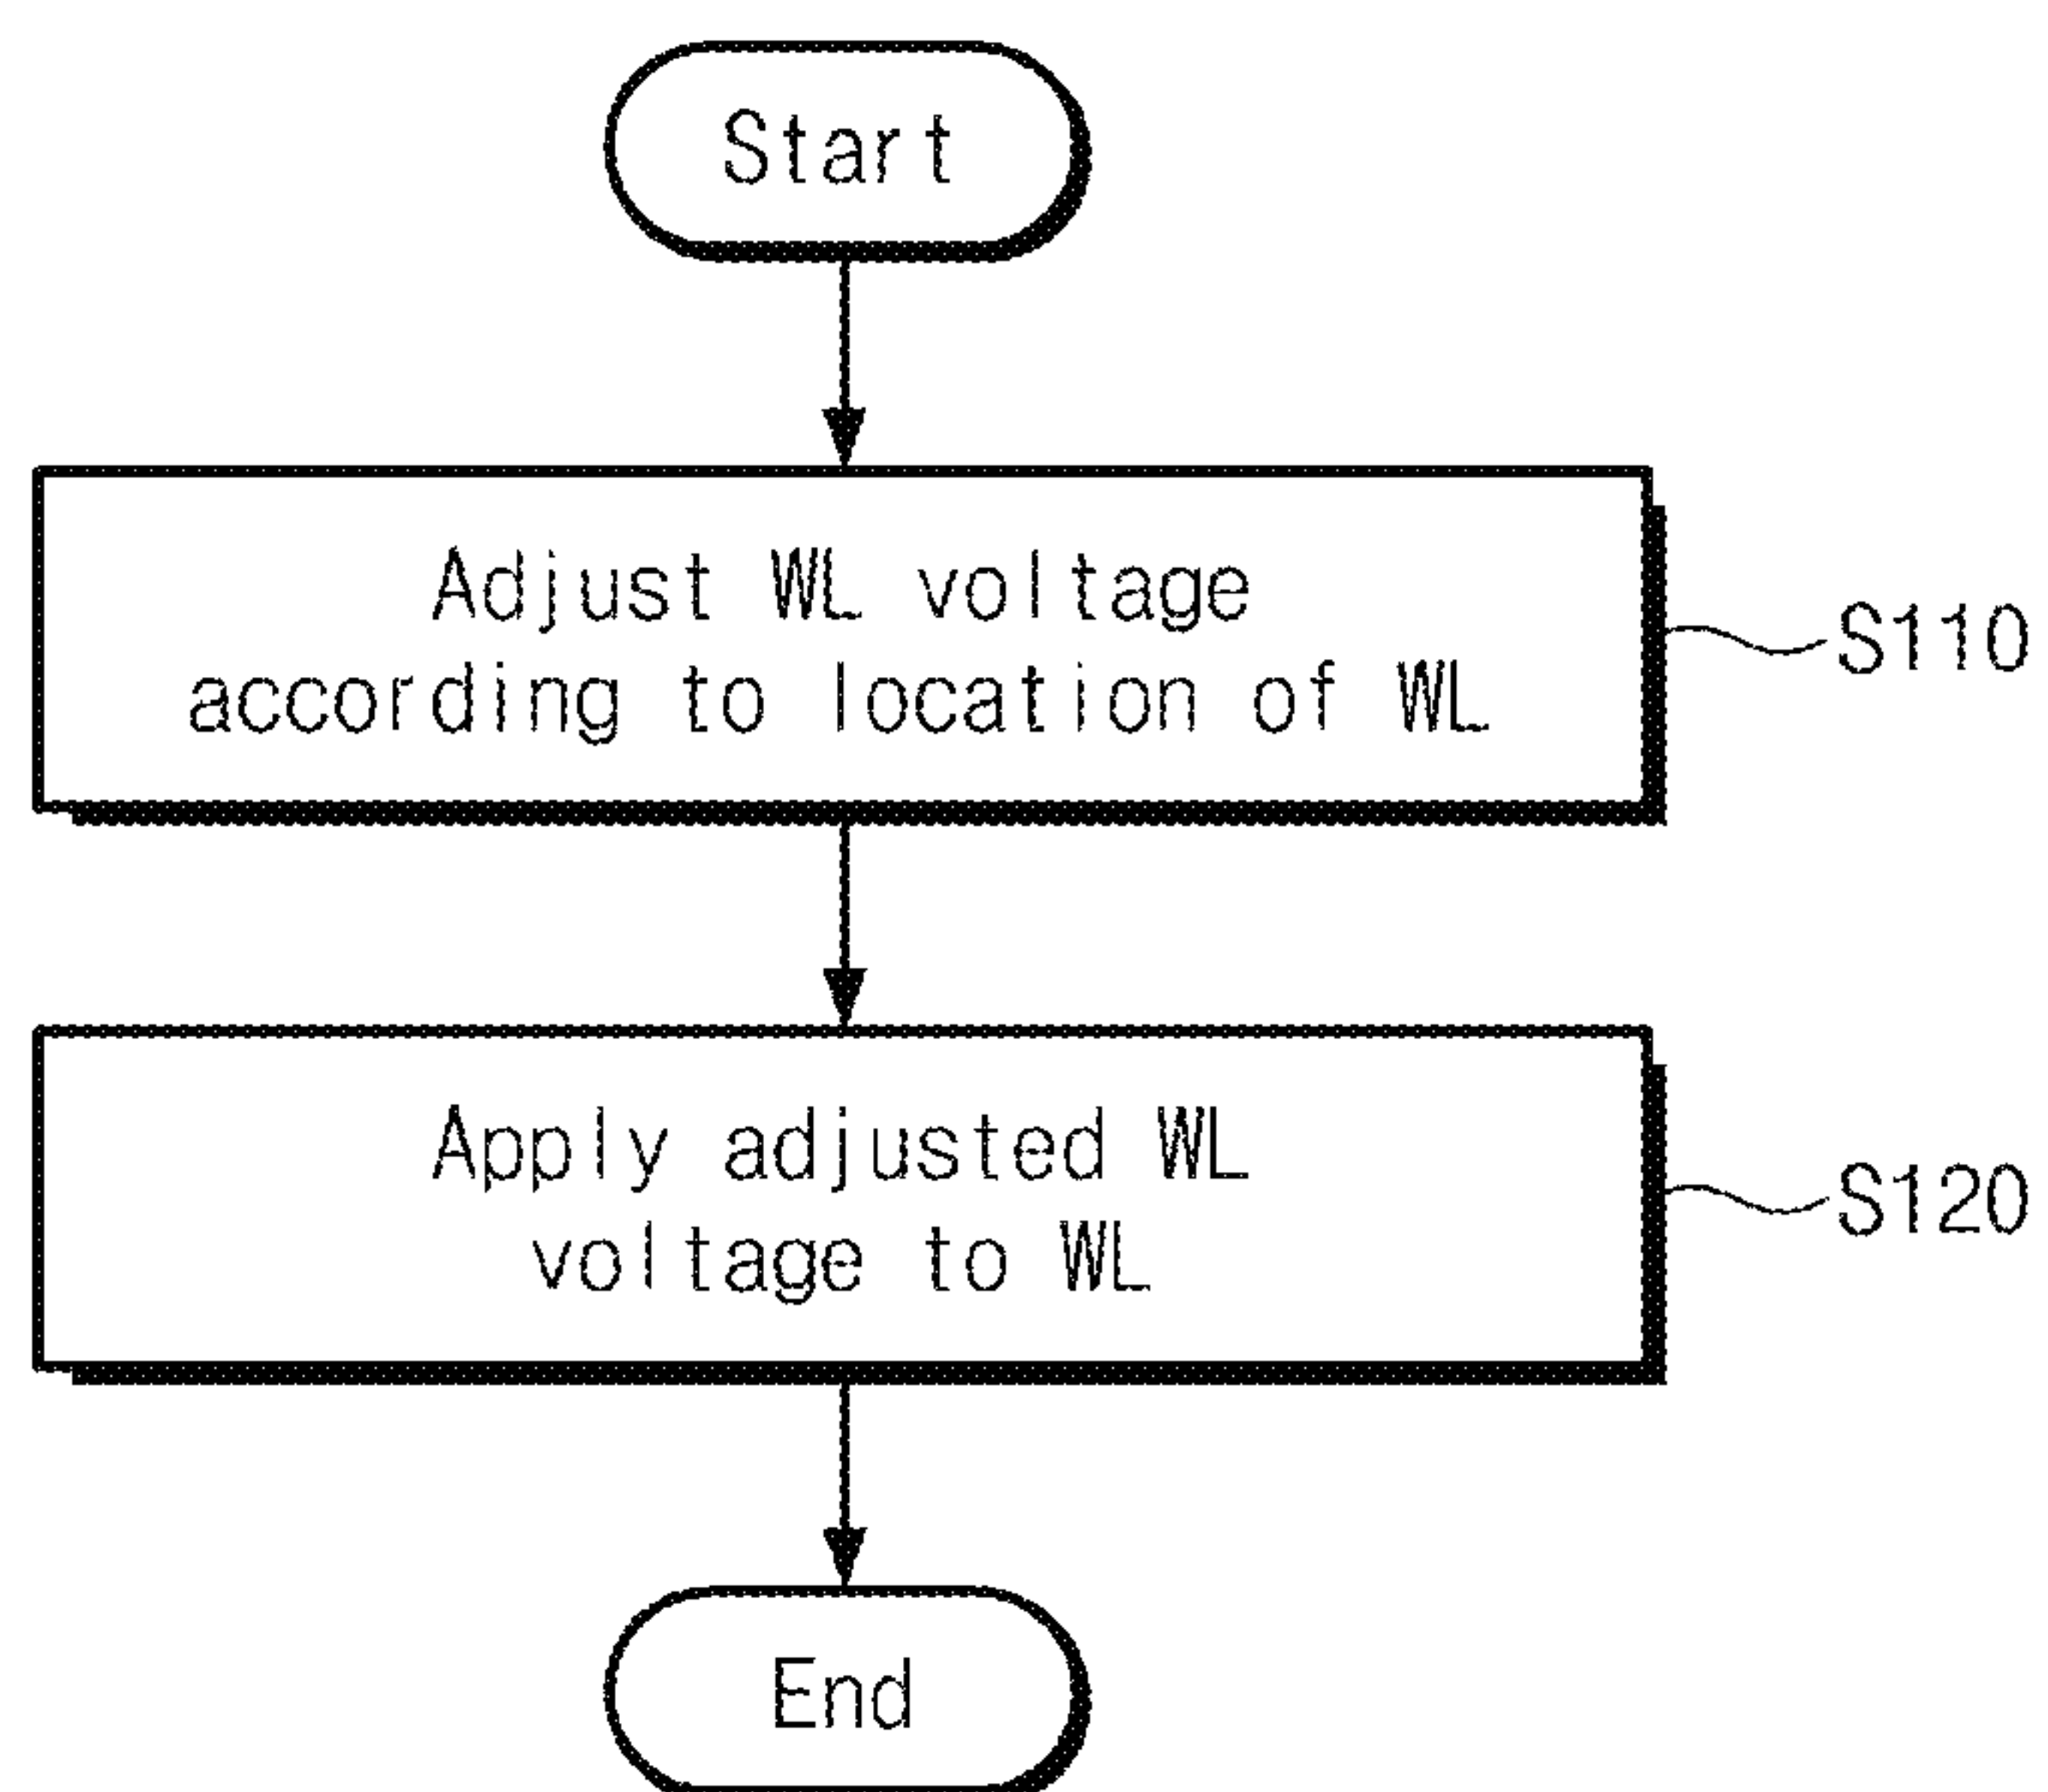 Start
Adjust WL voltage
according to location of WL
S110
Apply adjusted WL
voltage to WL
S120
End